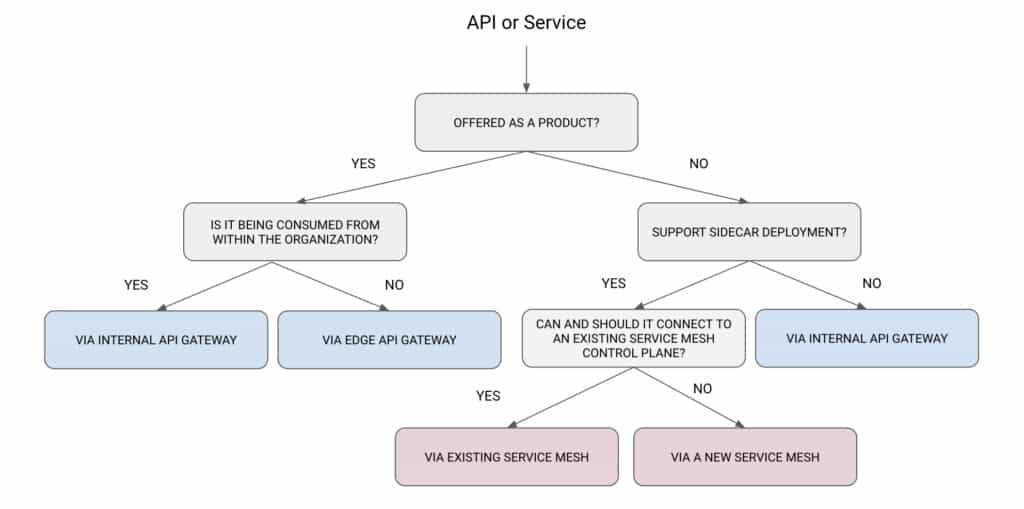 API or Service
OFFERED AS A PRODUCT?
YES
NO
IS IT BEING CONSUMED FROM
WITHIN THE ORGANIZATION?
SUPPORT SIDECAR DEPLOYMENT?
YES
NO
YES
NO
VIA INTERNAL API GATEWAY
VIA EDGE API GATEWAY
CAN AND SHOULD IT CONNECT TO
AN EXISTING SERVICE MESH
CONTROL PLANE?
VIA INTERNAL API GATEWAY
YES
NO
VIA EXISTING SERVICE MESH
VIA A NEW SERVICE MESH